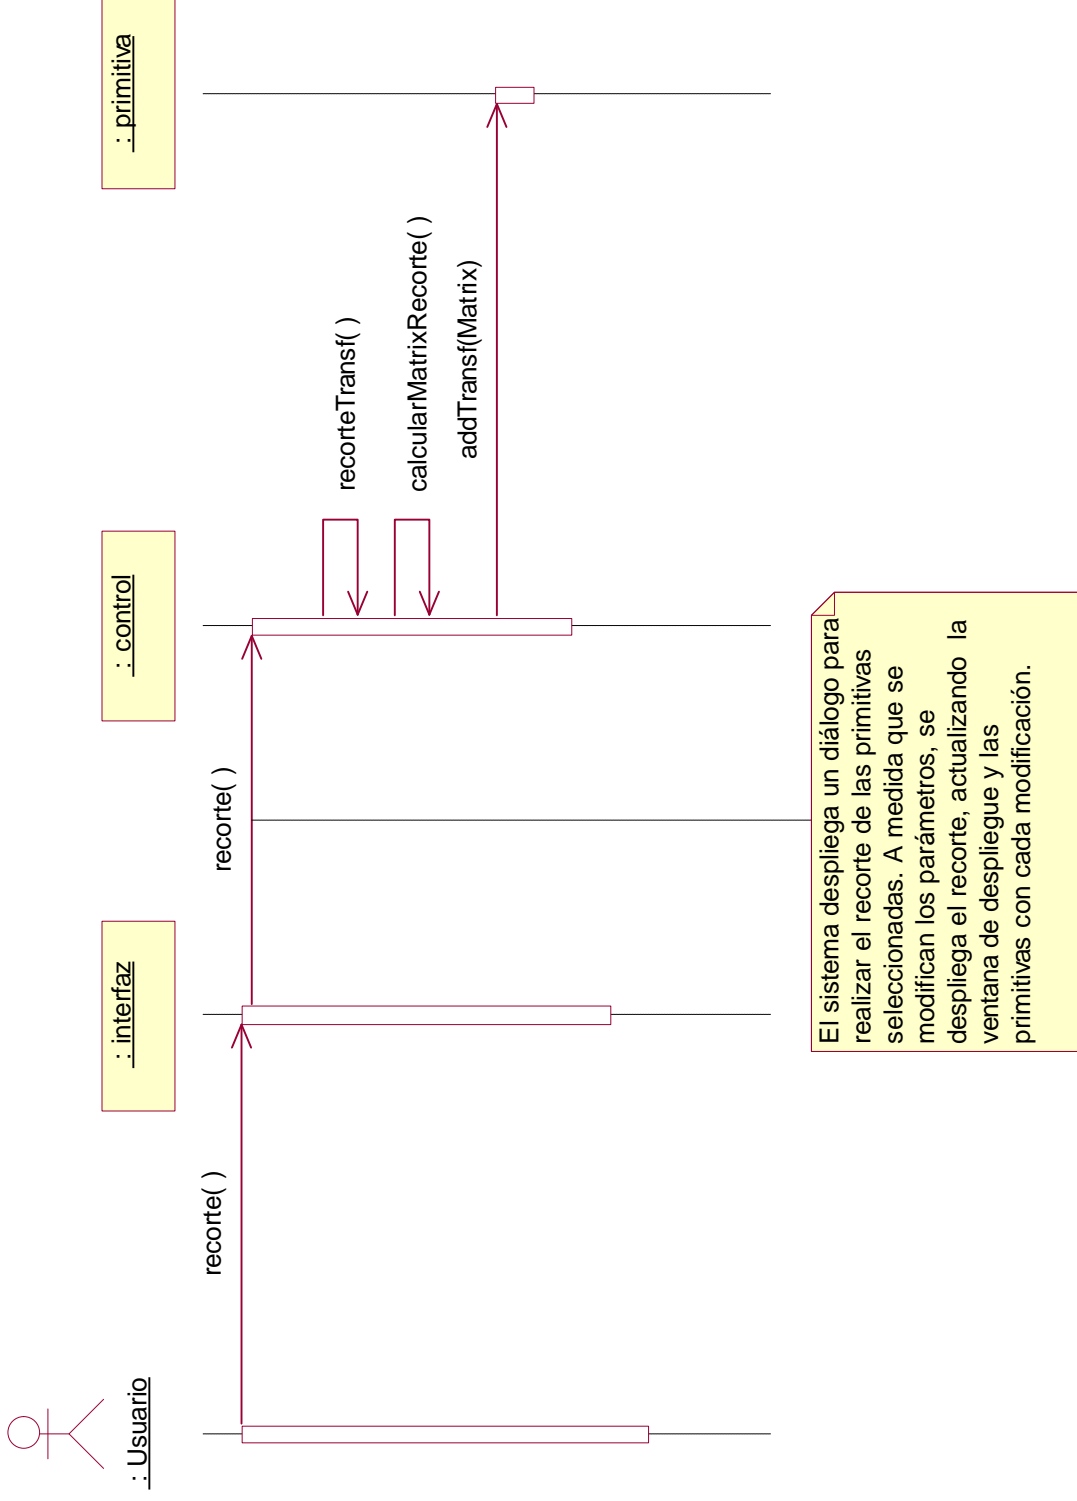 : Usuario
: interfaz
: control
: primitiva
recorte( )
recorte( )
recorteTransf( )
calcularMatrixRecorte( )
addTransf(Matrix)
El sistema despliega un diálogo para
realizar el recorte de las primitivas
seleccionadas. A medida que se
modifican los parámetros, se
despliega el recorte, actualizando la
ventana de despliegue y las
primitivas con cada modificación.